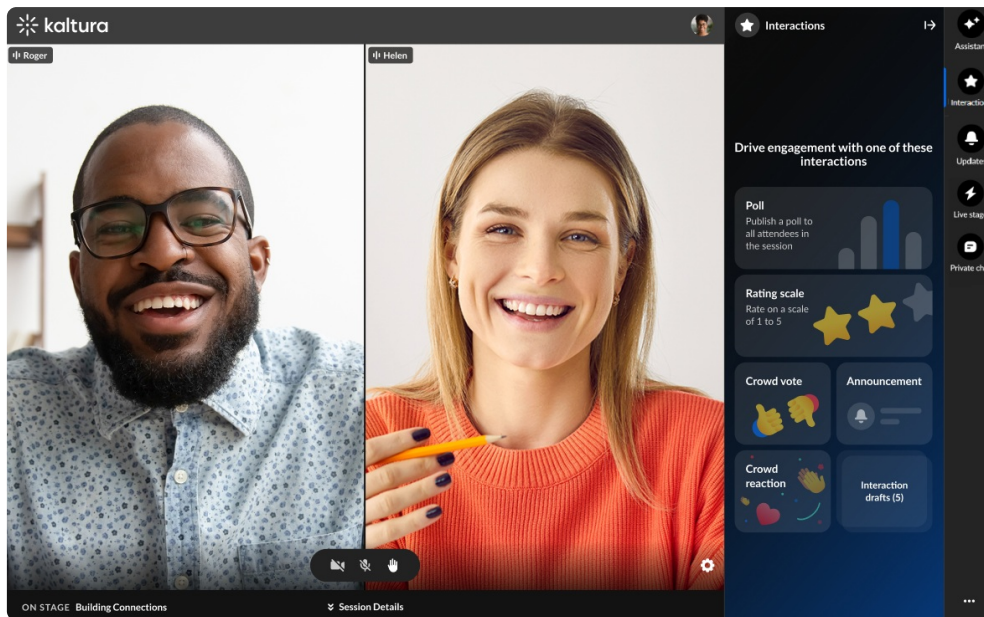 kaltura
Roger
Helen
Interactions
Drive engagement with one of these
interactions
Poll
Publish a poll to
all attendees in
the session
Rating scale
Rate on a scale
of 1 to 5
Crowd vote
Announcement
Crowd
reaction
Interaction
drafts (5)
Assistan
Interaction
Updates
Live stag
Private ch
ON STAGE Building Connections
Session Details